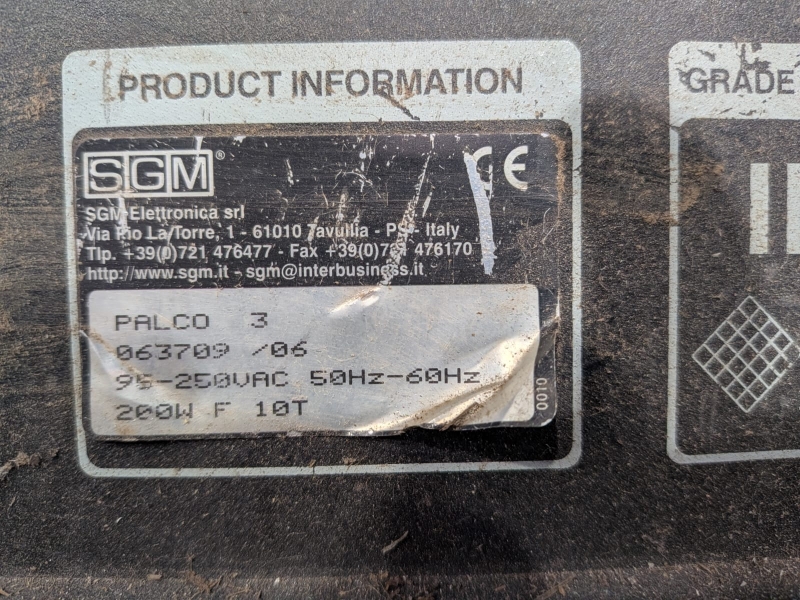 PRODUCT INFORMATION
SGM®
CE
SGM Elettronica srl
Via Pio La Torre, 1 - 61010 Tavullia - PS - Italy
Tlp. +39(0)721 476477 - Fax +39(0)721 476170
http://www.sgm.it - sgm@interbusiness.it
PALCO 3
063709 /06
95-250VAC 50Hz-60Hz
200W F 10T
0010
GRADE